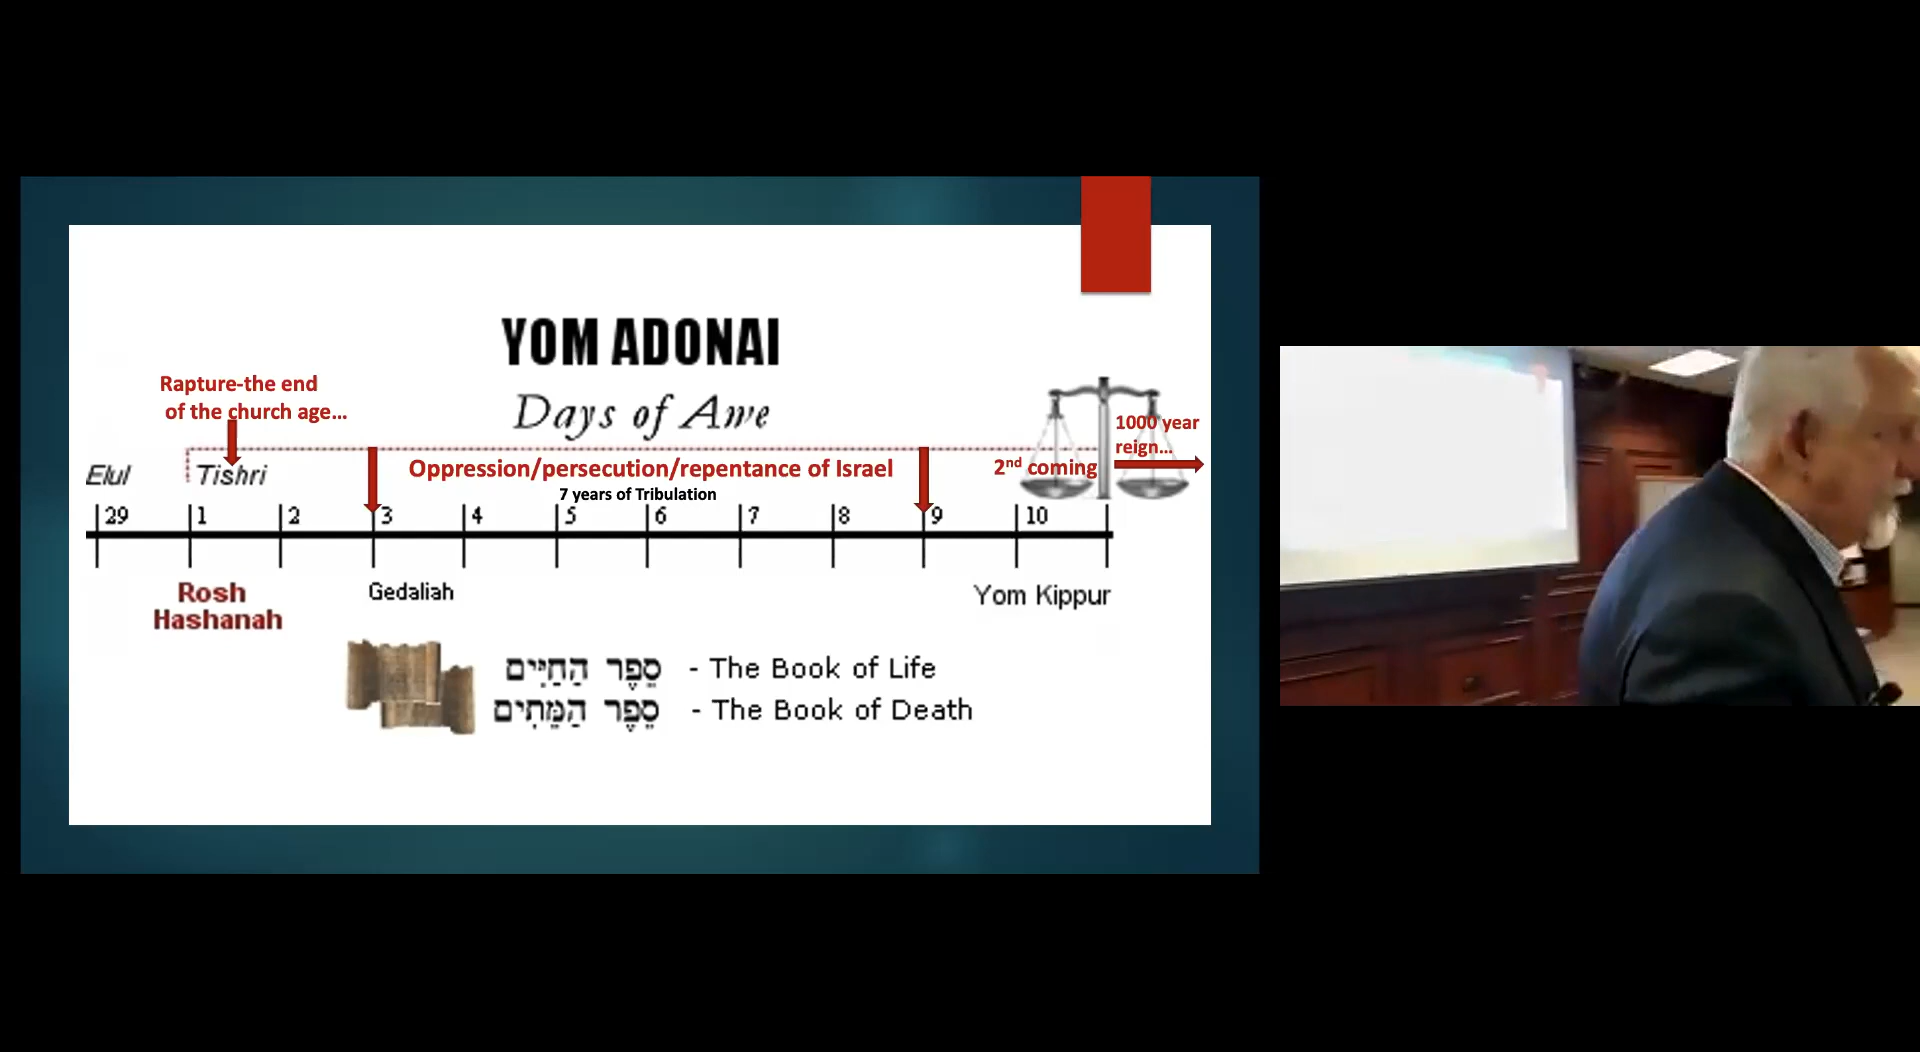 YOM ADONAI
Days of Awe
Rapture-the end
of the church age...
1000 year
reign...
Elul
Tishri
Oppression/persecution/repentance of Israel
2nd coming
7 years of Tribulation
29 1 2 3 4 5 6 7 8 9 10
Rosh
Hashanah
Gedaliah
Yom Kippur
סֵפֶר הַחַיִּים - The Book of Life
סֵפֶר הַמֵּתִים - The Book of Death